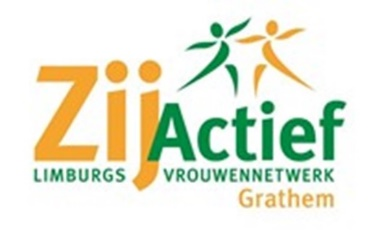 ZijActief
LIMBURGS VROUWENNETWERK
Grathem